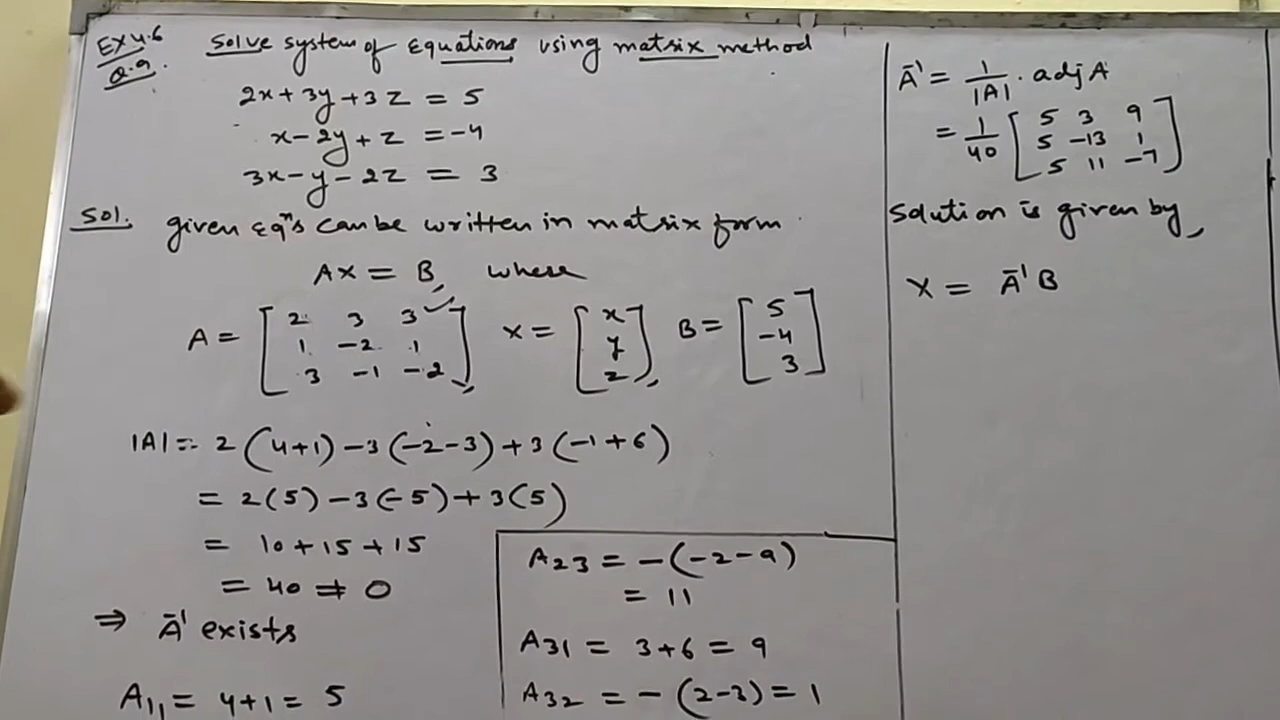 Ex 4.6
Q.9.
Solve system of Equations using matrix method
2x + 3y + 3z = 5
x - 2y + z = -4
3x - y - 2z = 3
Sol. given Eqⁿs can be written in matrix form
AX = B, where
A = [ 2 3 3
1 -2 1
3 -1 -2 ], X = [ x
y
z ], B = [ 5
-4
3 ]
|A| = 2 (4+1) -3 (-2-3) +3 (-1+6)
= 2(5) -3(-5) + 3(5)
= 10 + 15 + 15
= 40 ≠ 0
⇒ A⁻¹ exists
A₁₁ = 4+1 = 5
A₂₃ = -(-2-9)
= 11
A₃₁ = 3+6 = 9
A₃₂ = -(2-3) = 1
A⁻¹ = 1/|A| . adj A
= 1/40 [ 5 3 9
5 -13 1
5 11 -7 ]
Solution is given by,
X = A⁻¹ B